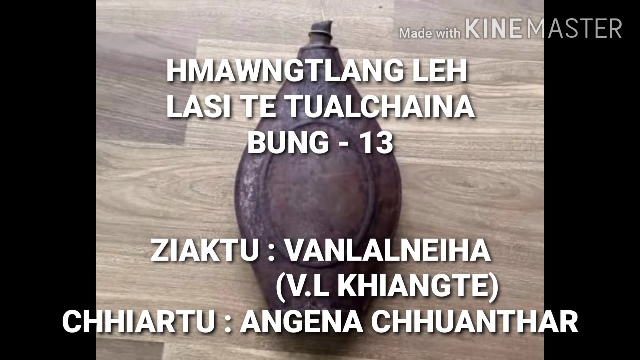 Made with KINEMASTER
HMAWNGTLANG LEH
LASI TE TUALCHAINA
BUNG - 13
ZIAKTU : VANLALNEIHA
(V.L KHIANGTE)
CHHIARTU : ANGENA CHHUANTHAR